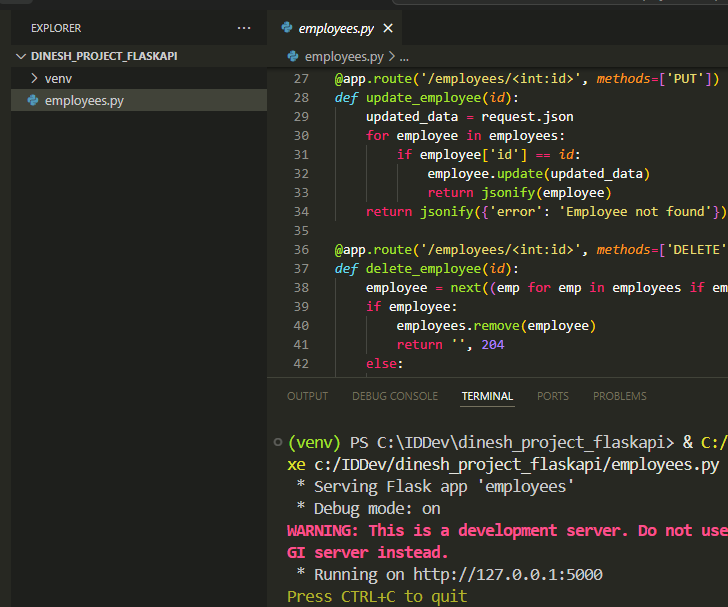 EXPLORER
...
DINESH_PROJECT_FLASKAPI
venv
employees.py
employees.py
employees.py > ...
27 @app.route('/employees/<int:id>', methods=['PUT'])
28 def update_employee(id):
29 updated_data = request.json
30 for employee in employees:
31 if employee['id'] == id:
32 employee.update(updated_data)
33 return jsonify(employee)
34 return jsonify({'error': 'Employee not found'})
35
36 @app.route('/employees/<int:id>', methods=['DELETE'
37 def delete_employee(id):
38 employee = next((emp for emp in employees if em
39 if employee:
40 employees.remove(employee)
41 return '', 204
42 else:
OUTPUT DEBUG CONSOLE TERMINAL PORTS PROBLEMS
(venv) PS C:\IDDev\dinesh_project_flaskapi> & C:/
xe c:/IDDev/dinesh_project_flaskapi/employees.py
* Serving Flask app 'employees'
* Debug mode: on
WARNING: This is a development server. Do not use
GI server instead.
* Running on http://127.0.0.1:5000
Press CTRL+C to quit